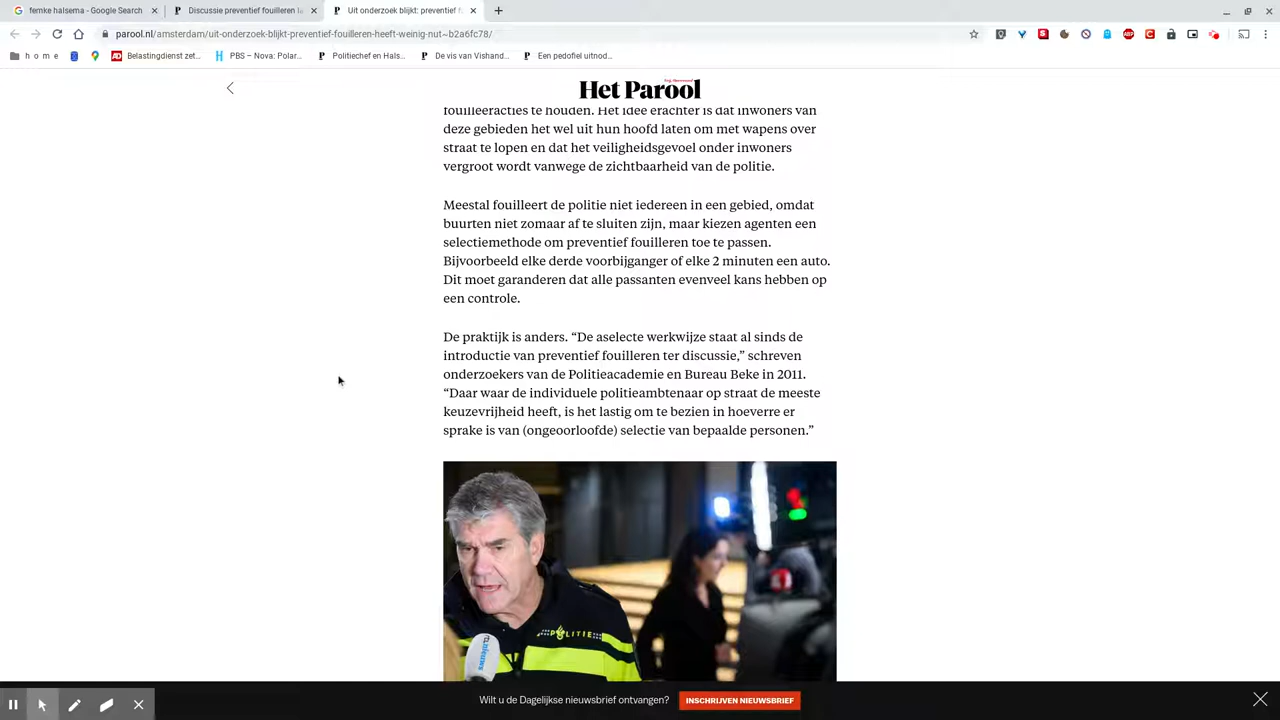 femke halsema - Google Search
Discussie preventief fouilleren l
Uit onderzoek blijkt: preventief f
parool.nl/amsterdam/uit-onderzoek-blijkt-preventief-fouilleren-heeft-weinig-nut~b2a6fc78/
h o m e
Belastingdienst zet...
PBS – Nova: Polar...
Politiechef en Hals...
De vis van Vishand...
Een pedofiel uitnod...
Het Parool
fouilleeracties te houden. Het idee erachter is dat inwoners van
deze gebieden het wel uit hun hoofd laten om met wapens over
straat te lopen en dat het veiligheidsgevoel onder inwoners
vergroot wordt vanwege de zichtbaarheid van de politie.
Meestal fouilleert de politie niet iedereen in een gebied, omdat
buurten niet zomaar af te sluiten zijn, maar kiezen agenten een
selectiemethode om preventief fouilleren toe te passen.
Bijvoorbeeld elke derde voorbijganger of elke 2 minuten een auto.
Dit moet garanderen dat alle passanten evenveel kans hebben op
een controle.
De praktijk is anders. “De aselecte werkwijze staat al sinds de
introductie van preventief fouilleren ter discussie,” schreven
onderzoekers van de Politieacademie en Bureau Beke in 2011.
“Daar waar de individuele politieambtenaar op straat de meeste
keuzevrijheid heeft, is het lastig om te bezien in hoeverre er
sprake is van (ongeoorloofde) selectie van bepaalde personen.”
POLITIE
Wilt u de Dagelijkse nieuwsbrief ontvangen?
INSCHRIJVEN NIEUWSBRIEF